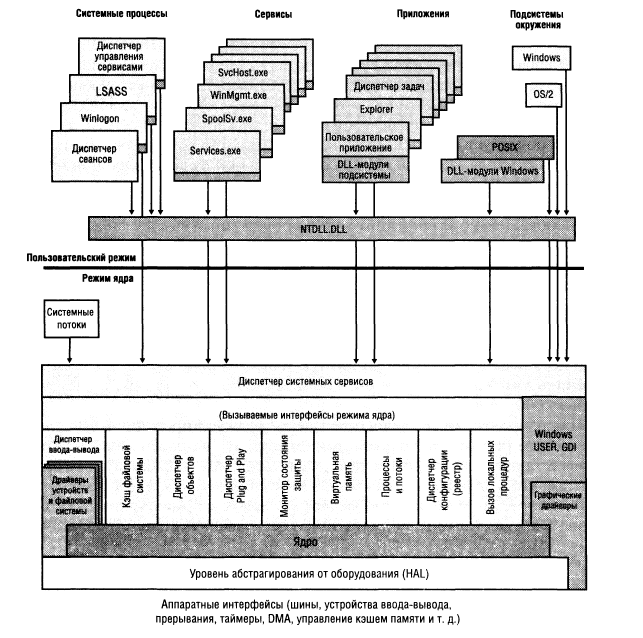 Системные процессы
Сервисы
Приложения
Подсистемы
окружения
Диспетчер
управления
сервисами
LSASS
Winlogon
Диспетчер
сеансов
SvcHost.exe
WinMgmt.exe
SpoolSv.exe
Services.exe
Диспетчер задач
Explorer
Пользовательское
приложение
DLL-модули
подсистемы
Windows
OS/2
POSIX
DLL-модули Windows
NTDLL.DLL
Пользовательский режим
Режим ядра
Системные
потоки
Диспетчер системных сервисов
(Вызываемые интерфейсы режима ядра)
Диспетчер
ввода-вывода
Драйверы
устройств
и файловой
системы
Кэш файловой
системы
Диспетчер
объектов
Диспетчер
Plug and Play
Монитор состояния
защиты
Виртуальная
память
Процессы
и потоки
Диспетчер
конфигурации
(реестр)
Вызов локальных
процедур
Windows
USER, GDI
Графические
драйверы
Ядро
Уровень абстрагирования от оборудования (HAL)
Аппаратные интерфейсы (шины, устройства ввода-вывода,
прерывания, таймеры, DMA, управление кэшем памяти и т. д.)